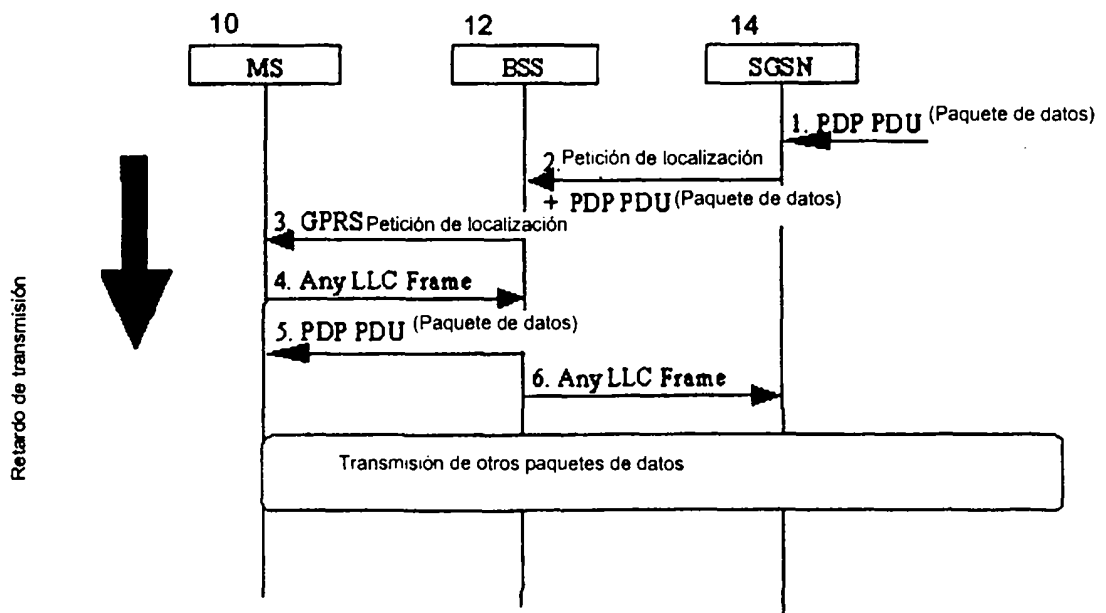 10
12
14
MS
BSS
SGSN
1. PDP PDU (Paquete de datos)
2. Petición de localización
+ PDP PDU (Paquete de datos)
3. GPRS Petición de localización
4. Any LLC Frame
5. PDP PDU (Paquete de datos)
6. Any LLC Frame
Transmisión de otros paquetes de datos
Retardo de transmisión